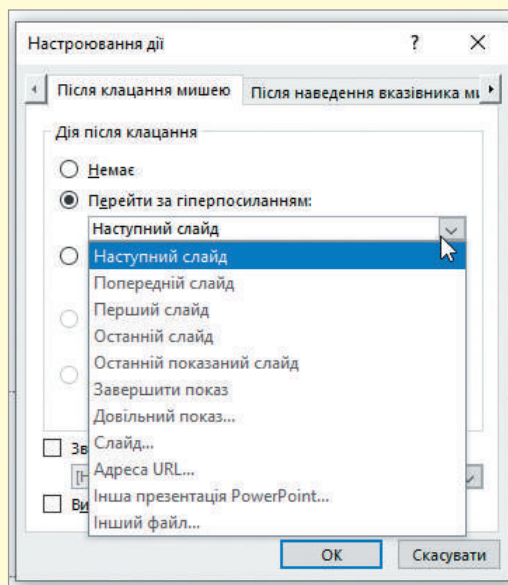 Настроювання дії
Після клацання мишею
Після наведення вказівника
Дія після клацання
Немає
Перейти за гіперпосиланням:
Наступний слайд
Наступний слайд
Попередній слайд
Перший слайд
Останній слайд
Останній показаний слайд
Завершити показ
Довільний показ...
Слайд...
Адреса URL...
Інша презентація PowerPoint...
Інший файл...
ОК
Скасувати